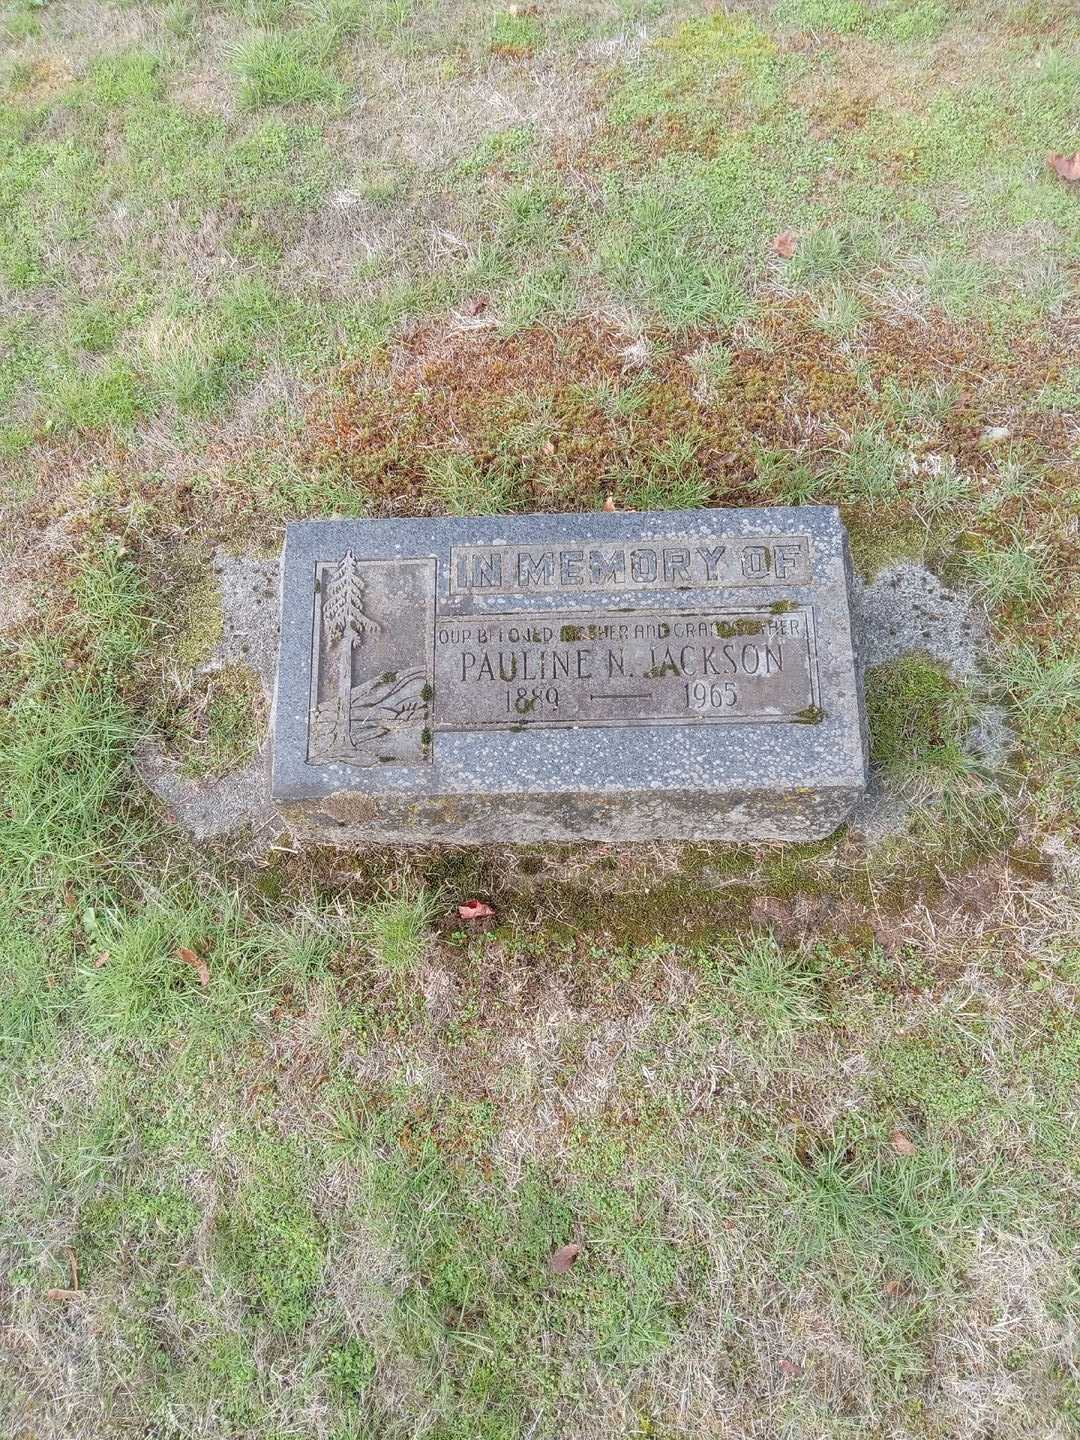 IN MEMORY OF
OUR BELOVED MOTHER AND GRANDMOTHER
PAULINE N. JACKSON
1889 — 1965